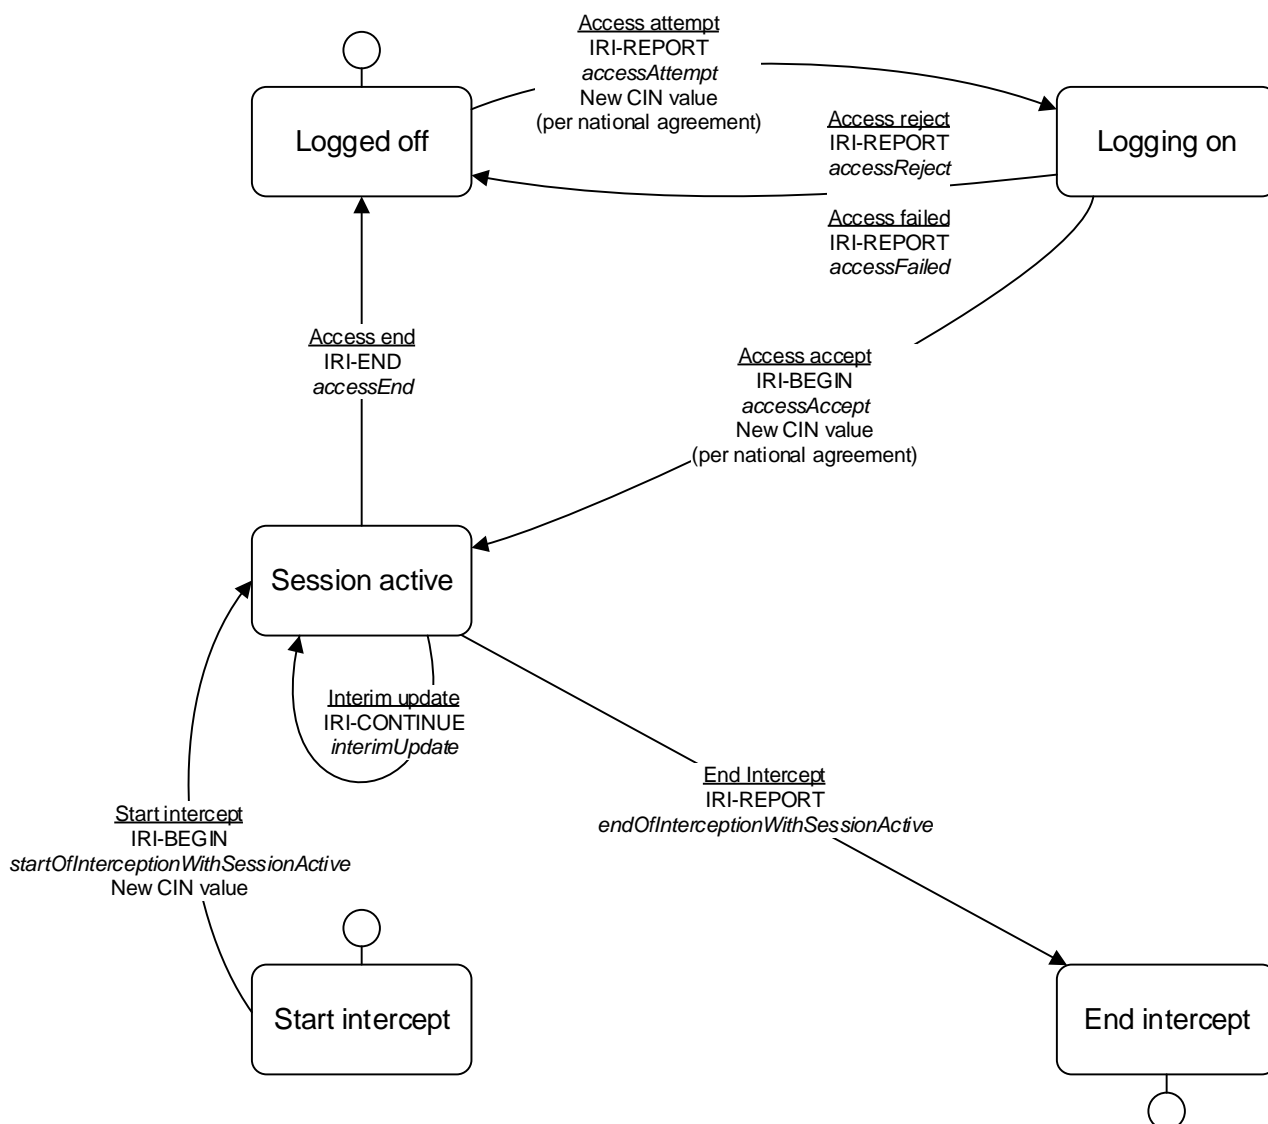 Access attempt
IRI-REPORT
accessAttempt
New CIN value
(per national agreement)
Logged off
Logging on
Access reject
IRI-REPORT
accessReject
Access failed
IRI-REPORT
accessFailed
Access end
IRI-END
accessEnd
Access accept
IRI-BEGIN
accessAccept
New CIN value
(per national agreement)
Session active
Interim update
IRI-CONTINUE
interimUpdate
End Intercept
IRI-REPORT
endOfInterceptionWithSessionActive
Start intercept
IRI-BEGIN
startOfInterceptionWithSessionActive
New CIN value
Start intercept
End intercept